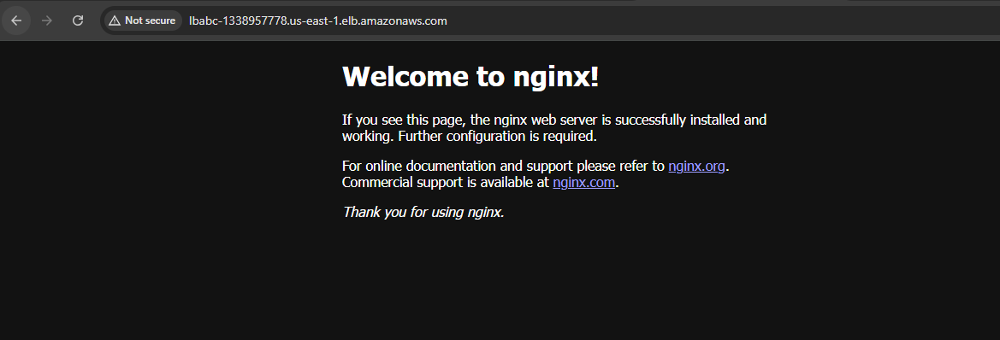 Not secure
lbabc-1338957778.us-east-1.elb.amazonaws.com
Welcome to nginx!
If you see this page, the nginx web server is successfully installed and
working. Further configuration is required.
For online documentation and support please refer to nginx.org.
Commercial support is available at nginx.com.
Thank you for using nginx.